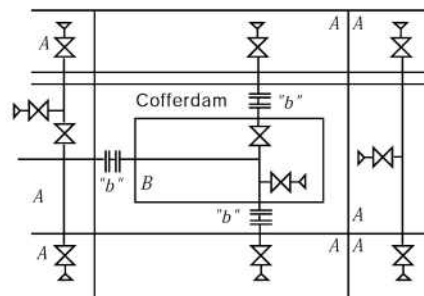 A A A
Cofferdam "b"
"b" B
A "b" A
A A A